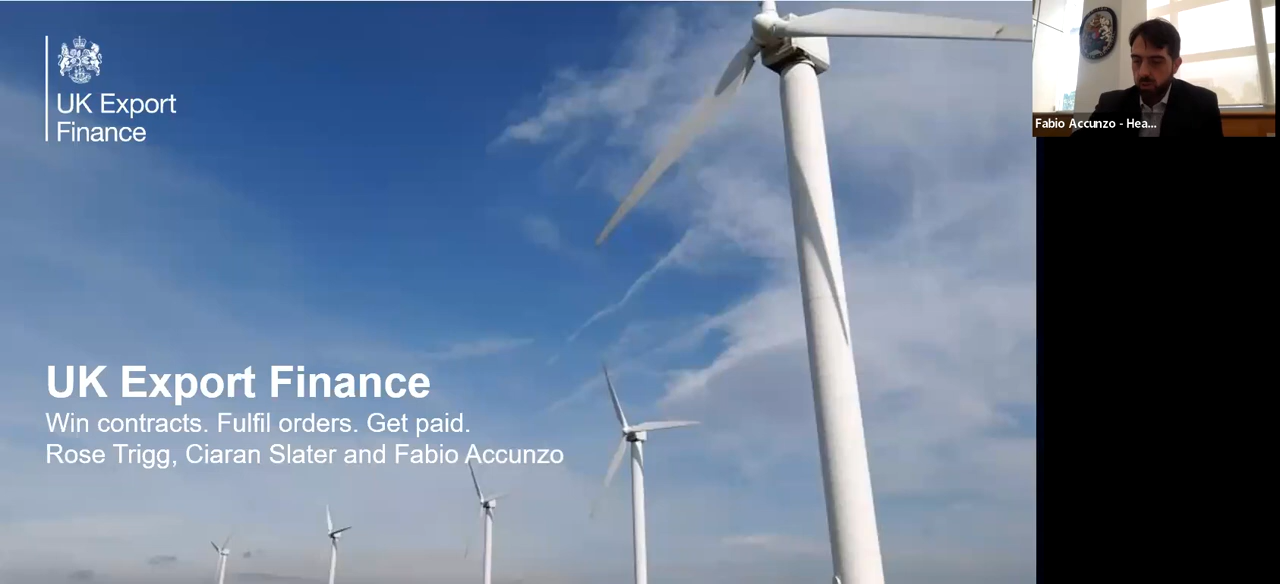 UK Export
Finance
UK Export Finance
Win contracts. Fulfil orders. Get paid.
Rose Trigg, Ciaran Slater and Fabio Accunzo
Fabio Accunzo - Hea...